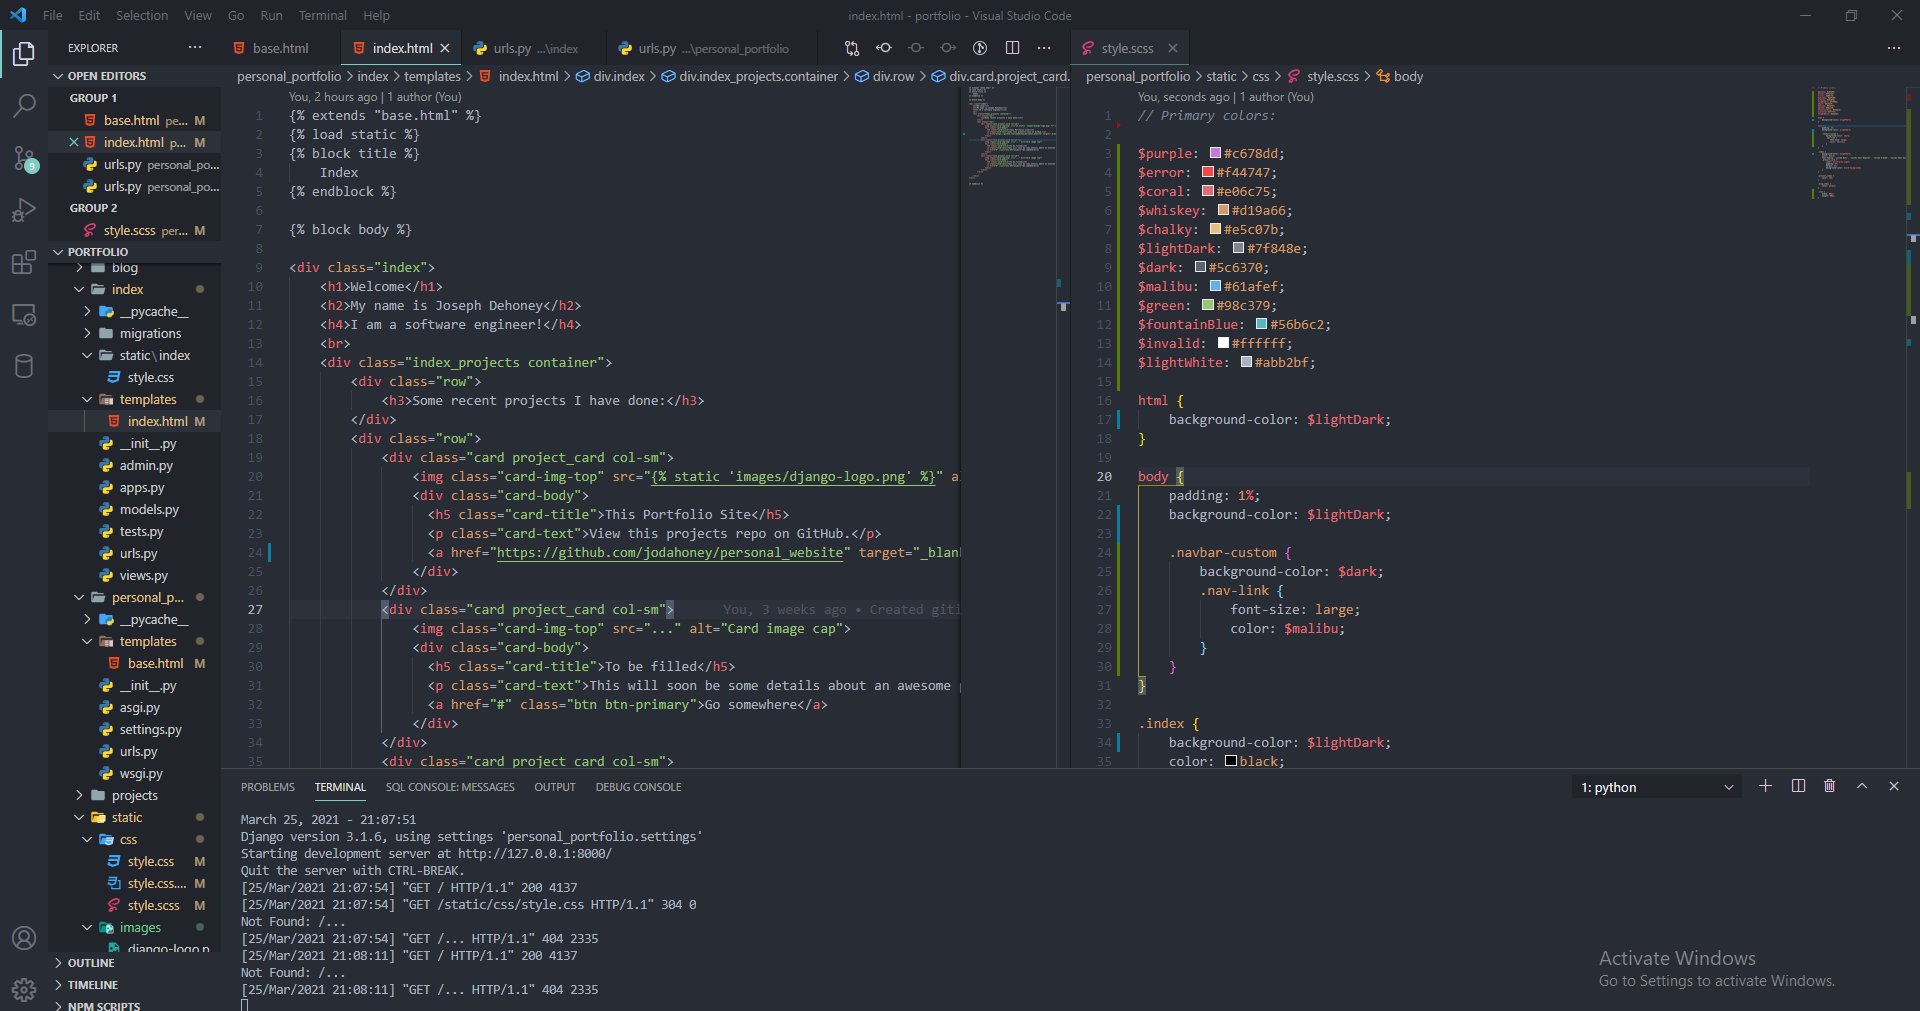 File Edit Selection View Go Run Terminal Help
index.html - portfolio - Visual Studio Code
EXPLORER
OPEN EDITORS
GROUP 1
base.html pe... M
index.html p... M
urls.py personal_po...
urls.py personal_po...
GROUP 2
style.scss per... M
PORTFOLIO
blog
index
__pycache__
migrations
static\index
style.css
templates
index.html M
__init__.py
admin.py
apps.py
models.py
tests.py
urls.py
views.py
personal_p...
__pycache__
templates
base.html M
__init__.py
asgi.py
settings.py
urls.py
wsgi.py
projects
static
css
style.css M
style.css.... M
style.scss M
images
django-logo.p
OUTLINE
TIMELINE
NPM SCRIPTS
9
base.html index.html urls.py ...\index urls.py ...\personal_portfolio
personal_portfolio > index > templates > index.html > div.index > div.index_projects.container > div.row > div.card.project_card.
You, 2 hours ago | 1 author (You)
1 {% extends "base.html" %}
2 {% load static %}
3 {% block title %}
4 Index
5 {% endblock %}
6
7 {% block body %}
8
9 <div class="index">
10 <h1>Welcome</h1>
11 <h2>My name is Joseph Dehoney</h2>
12 <h4>I am a software engineer!</h4>
13 <br>
14 <div class="index_projects container">
15 <div class="row">
16 <h3>Some recent projects I have done:</h3>
17 </div>
18 <div class="row">
19 <div class="card project_card col-sm">
20 <img class="card-img-top" src="{% static 'images/django-logo.png' %}" al
21 <div class="card-body">
22 <h5 class="card-title">This Portfolio Site</h5>
23 <p class="card-text">View this projects repo on GitHub.</p>
24 <a href="https://github.com/jodahoney/personal_website" target="_blank
25 </div>
26 </div>
27 <div class="card project_card col-sm"> You, 3 weeks ago • Created giti
28 <img class="card-img-top" src="..." alt="Card image cap">
29 <div class="card-body">
30 <h5 class="card-title">To be filled</h5>
31 <p class="card-text">This will soon be some details about an awesome p
32 <a href="#" class="btn btn-primary">Go somewhere</a>
33 </div>
34 </div>
35 <div class="card project_card col-sm">
style.scss
personal_portfolio > static > css > style.scss > body
You, seconds ago | 1 author (You)
1 // Primary colors:
2
3 $purple: #c678dd;
4 $error: #f44747;
5 $coral: #e06c75;
6 $whiskey: #d19a66;
7 $chalky: #e5c07b;
8 $lightDark: #7f848e;
9 $dark: #5c6370;
10 $malibu: #61afef;
11 $green: #98c379;
12 $fountainBlue: #56b6c2;
13 $invalid: #ffffff;
14 $lightWhite: #abb2bf;
15
16 html {
17 background-color: $lightDark;
18 }
19
20 body {
21 padding: 1%;
22 background-color: $lightDark;
23
24 .navbar-custom {
25 background-color: $dark;
26 .nav-link {
27 font-size: large;
28 color: $malibu;
29 }
30 }
31 }
32
33 .index {
34 background-color: $lightDark;
35 color: black;
PROBLEMS TERMINAL SQL CONSOLE: MESSAGES OUTPUT DEBUG CONSOLE
1: python
March 25, 2021 - 21:07:51
Django version 3.1.6, using settings 'personal_portfolio.settings'
Starting development server at http://127.0.0.1:8000/
Quit the server with CTRL-BREAK.
[25/Mar/2021 21:07:54] "GET / HTTP/1.1" 200 4137
[25/Mar/2021 21:07:54] "GET /static/css/style.css HTTP/1.1" 304 0
Not Found: /...
[25/Mar/2021 21:07:54] "GET /... HTTP/1.1" 404 2335
[25/Mar/2021 21:08:11] "GET / HTTP/1.1" 200 4137
Not Found: /...
[25/Mar/2021 21:08:11] "GET /... HTTP/1.1" 404 2335
Activate Windows
Go to Settings to activate Windows.